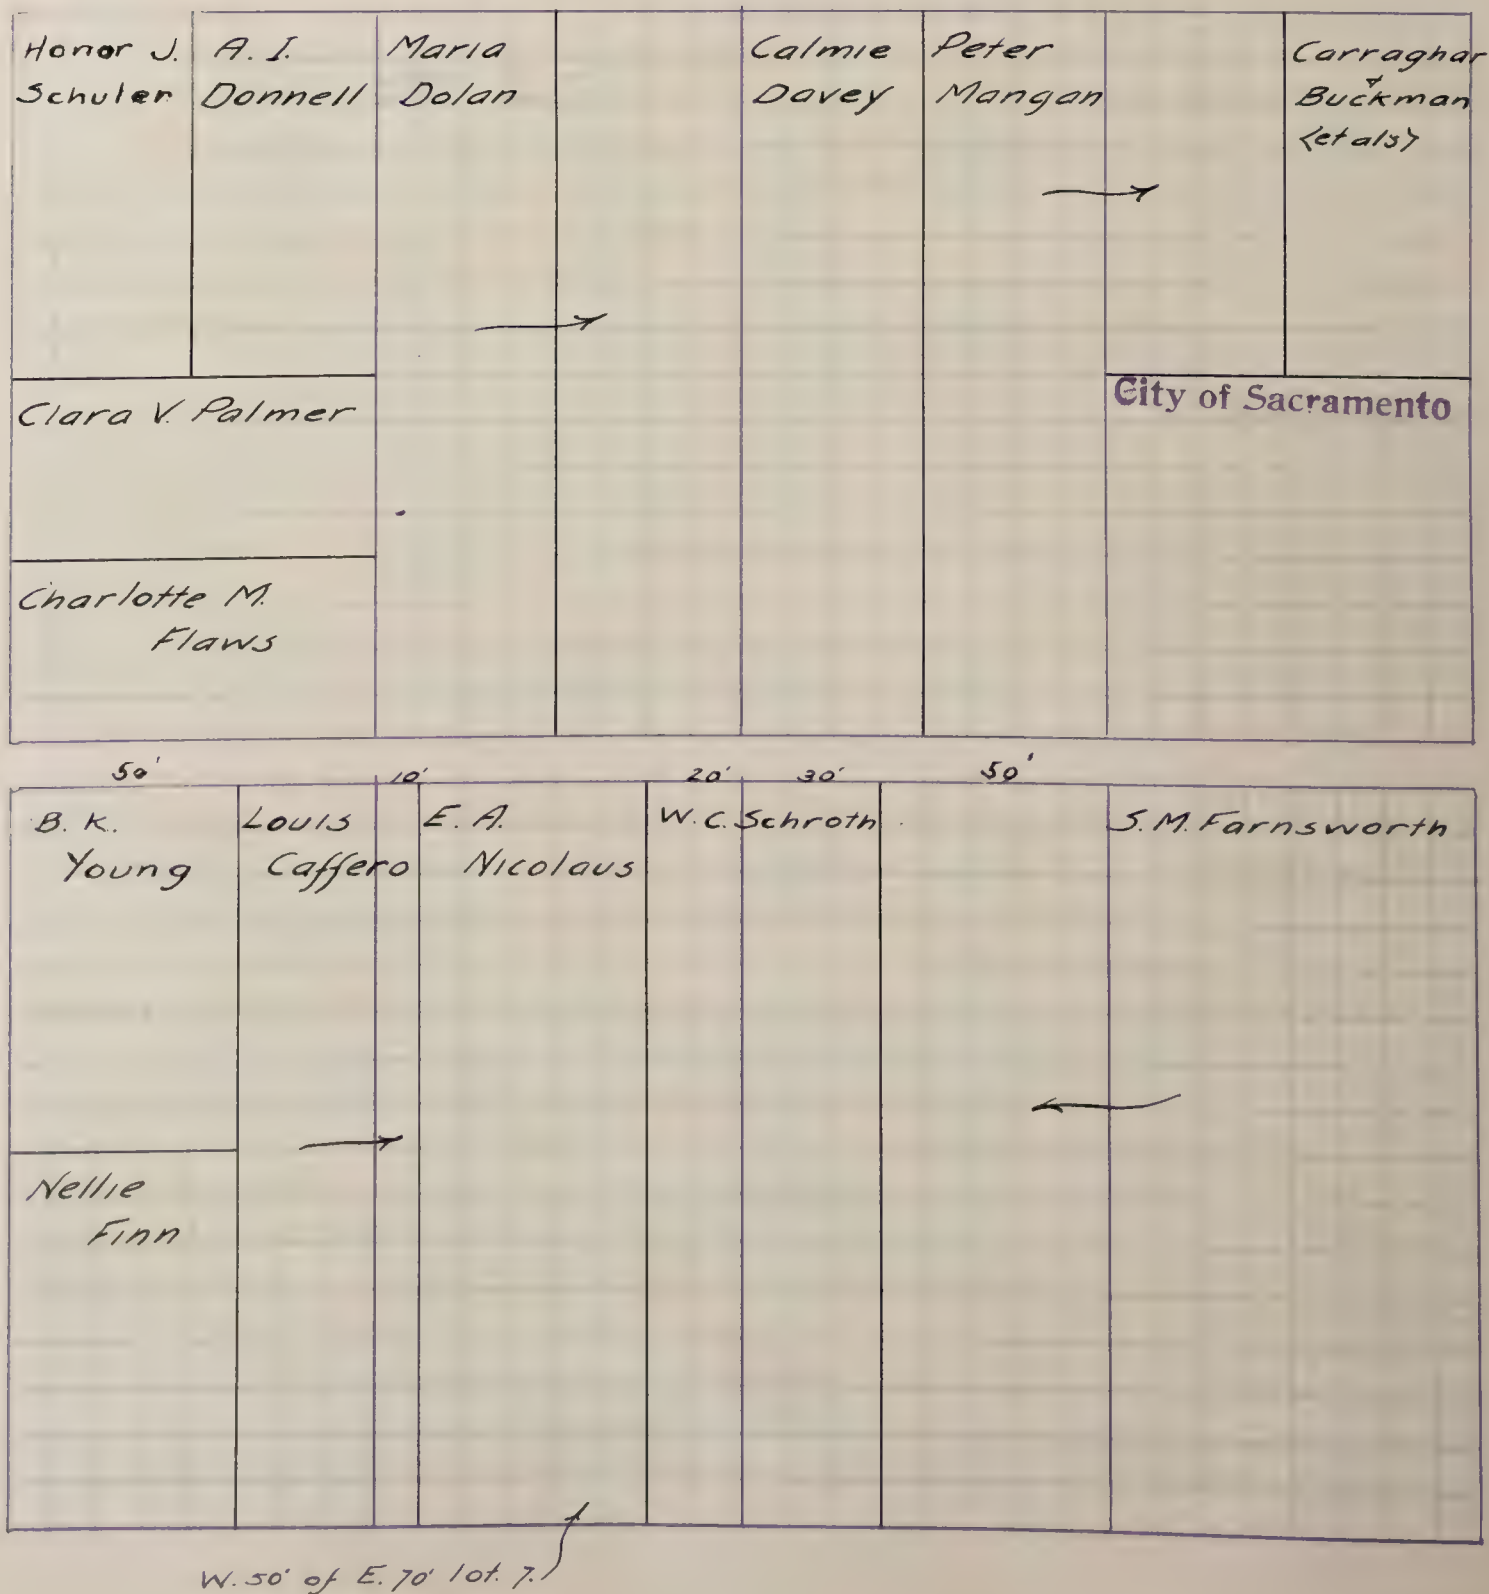 Honor J.
Schuler
A. I.
Donnell
Maria
Dolan
Calmie
Davey
Peter
Mangan
Carraghar
&
Buckman
<et als>
City of Sacramento
Clara V. Palmer
Charlotte M.
Flaws
50' 10' 20' 30' 50'
B. K.
Young
Louis
Caffero
E. A.
Nicolaus
W. C. Schroth
S. M. Farnsworth
Nellie
Finn
W. 50' of E. 70' lot. 7.